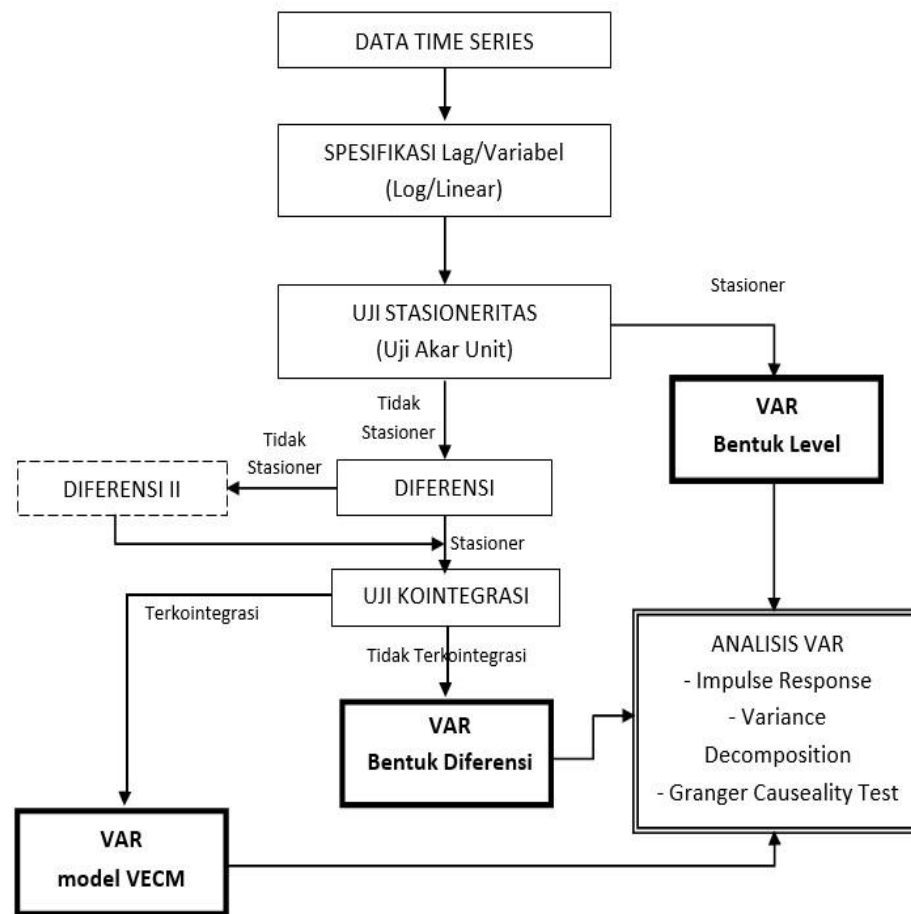 DATA TIME SERIES
SPESIFIKASI Lag/Variabel
(Log/Linear)
UJI STASIONERITAS
(Uji Akar Unit)
Stasioner
VAR
Bentuk Level
Tidak
Stasioner
Tidak
Stasioner
DIFERENSI
DIFERENSI II
Stasioner
UJI KOINTEGRASI
Terkointegrasi
Tidak Terkointegrasi
VAR
Bentuk Diferensi
ANALISIS VAR
- Impulse Response
- Variance
Decomposition
- Granger Causeality Test
VAR
model VECM